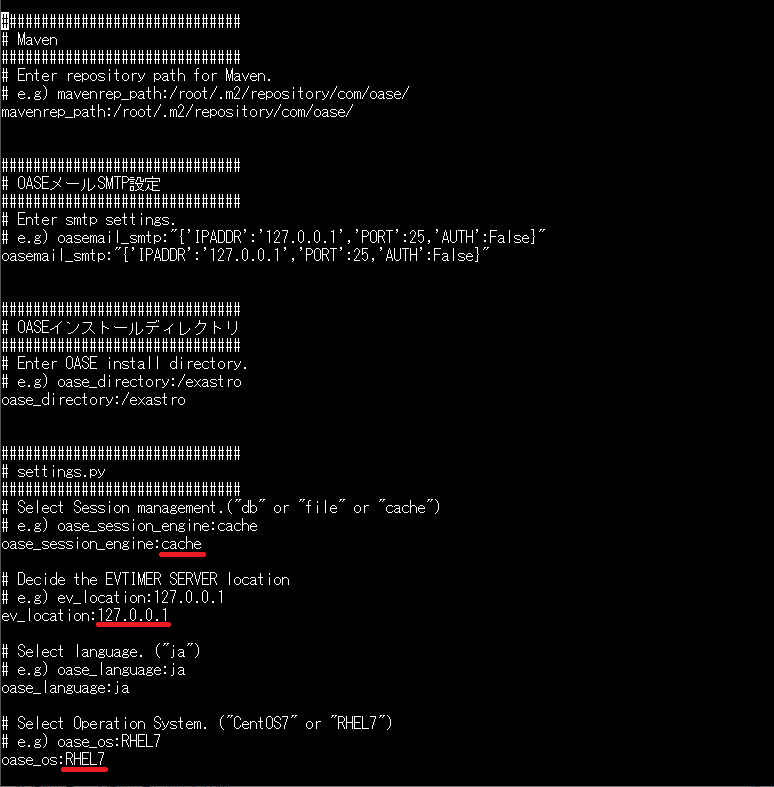 ##############################
# Maven
##############################
# Enter repository path for Maven.
# e.g) mavenrep_path:/root/.m2/repository/com/oase/
mavenrep_path:/root/.m2/repository/com/oase/
##############################
# OASEメールSMTP設定
##############################
# Enter smtp settings.
# e.g) oasemail_smtp:"{'IPADDR':'127.0.0.1','PORT':25,'AUTH':False}"
oasemail_smtp:"{'IPADDR':'127.0.0.1','PORT':25,'AUTH':False}"
##############################
# OASEインストールディレクトリ
##############################
# Enter OASE install directory.
# e.g) oase_directory:/exastro
oase_directory:/exastro
##############################
# settings.py
##############################
# Select Session management.("db" or "file" or "cache")
# e.g) oase_session_engine:cache
oase_session_engine:cache
# Decide the EVTIMER SERVER location
# e.g) ev_location:127.0.0.1
ev_location:127.0.0.1
# Select language. ("ja")
# e.g) oase_language:ja
oase_language:ja
# Select Operation System. ("CentOS7" or "RHEL7")
# e.g) oase_os:RHEL7
oase_os:RHEL7